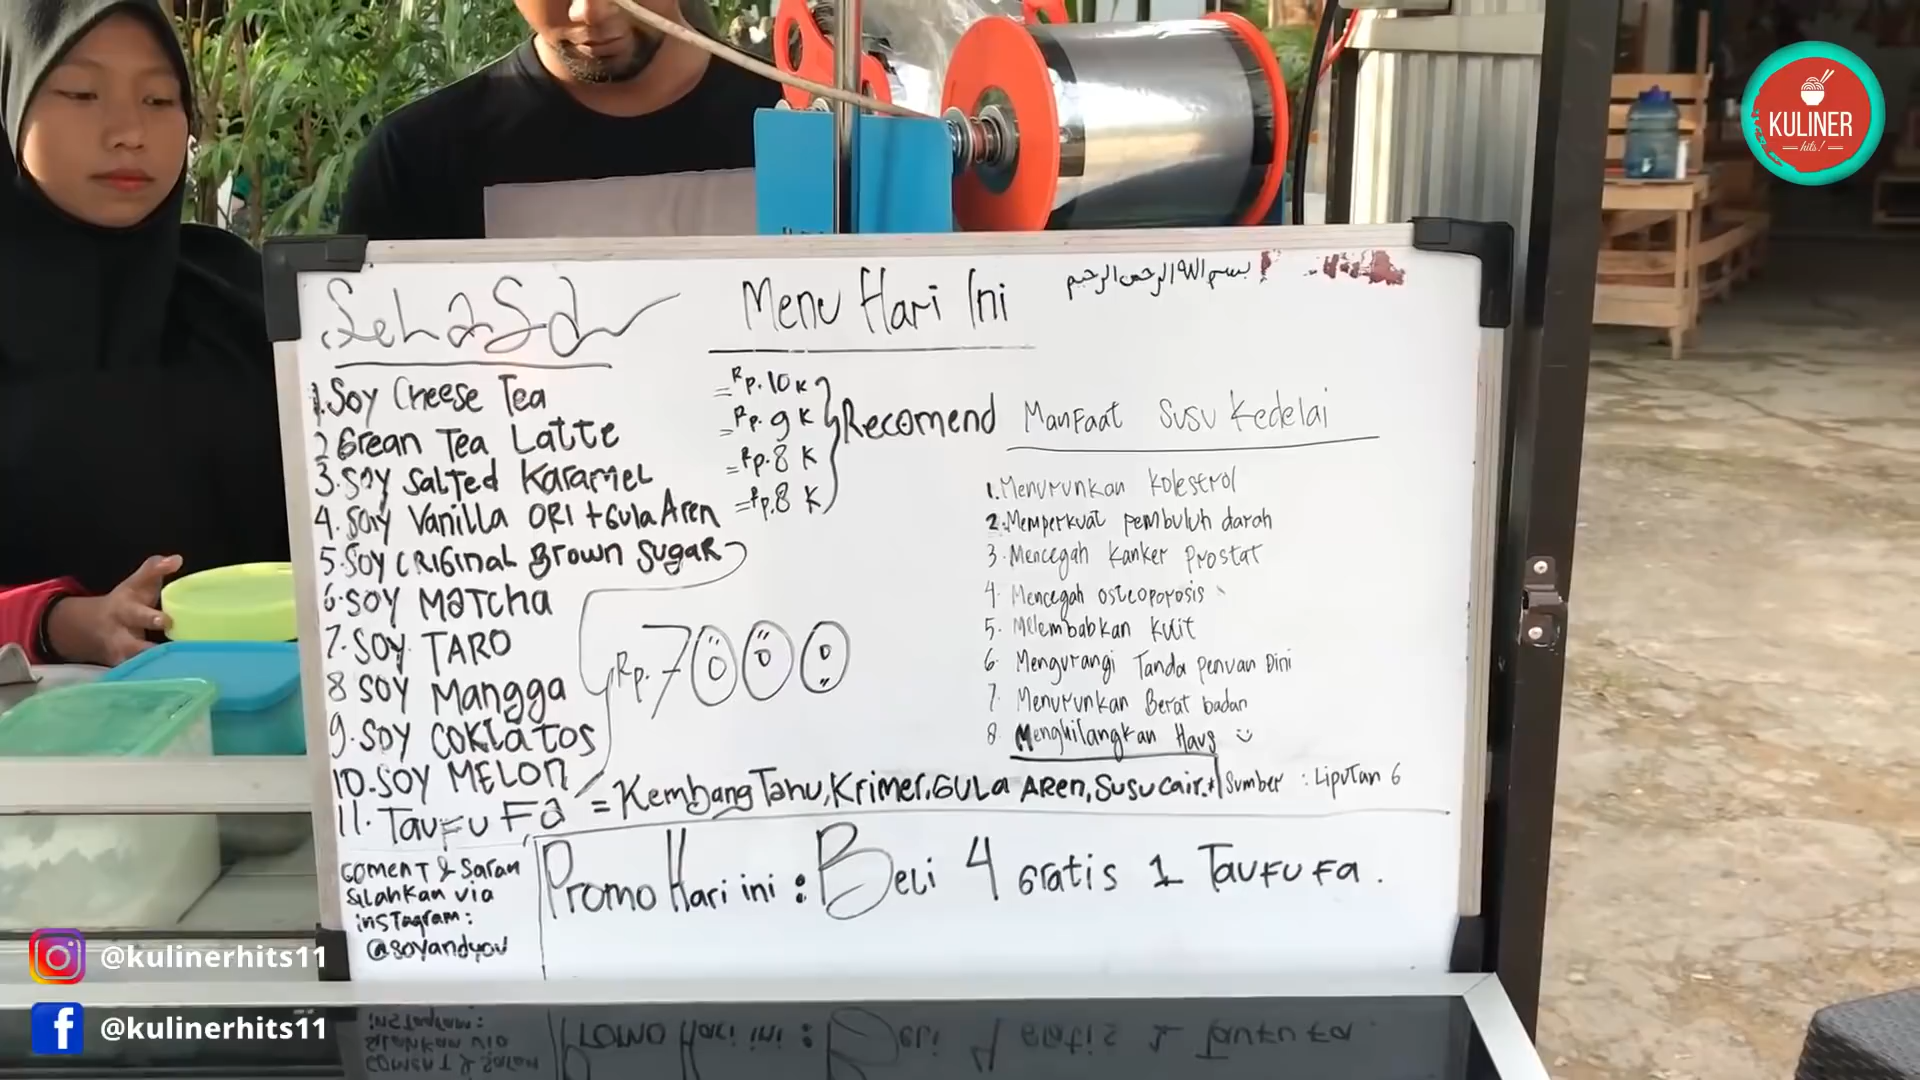 KULINER
hits!
Selasa
Menu Hari Ini
بسم الله الرحمن الرحيم
1. Soy Cheese Tea = Rp. 10 K
2 Grean Tea Latte = Rp. 9 K
3. Soy Salted Karamel = Rp. 8 K
4. Soy Vanilla ORI + Gula Aren = Rp. 8 K
Recomend
5. Soy ORIGinal Brown Sugar
6. Soy Matcha
7. Soy TARO
8 Soy Mangga
9. Soy COKLATOS
10. Soy MELON
Rp. 7000
11. TauFu Fa = Kembang Tahu, Krimer, GULa AREN, Susu Cair. +
Manfaat Susu Kedelai
1. Menurunkan Kolestrol
2. Memperkuat pembuluh darah
3. Mencegah Kanker Prostat
4. Mencegah osteoporosis
5. Melembabkan Kulit
6. Mengurangi Tanda Penuan Dini
7. Menurunkan Berat badan
8. Menghilangkan Haus
Sumber : Liputan 6
Coment & Saran
Silahkan via
instagram:
@soyandyou
Promo Hari ini : Beli 4 Gratis 1 TauFu Fa.
@kulinerhits11
@kulinerhits11